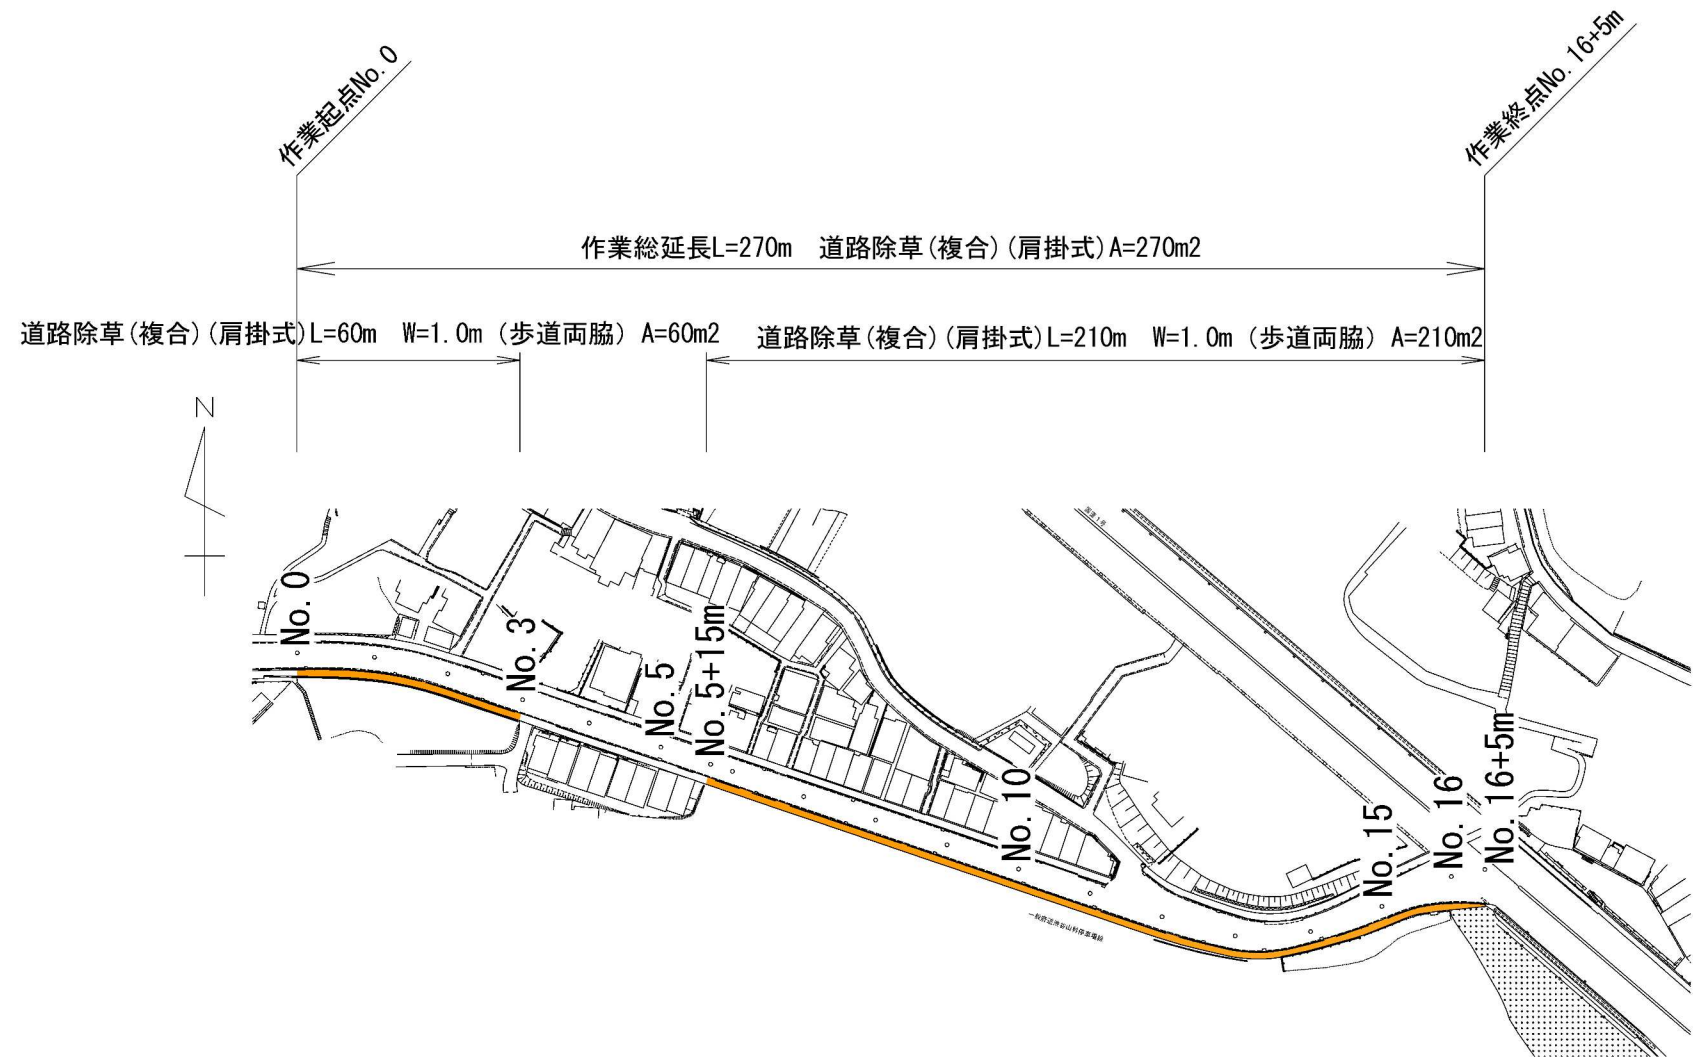 作業起点No. 0
作業終点No. 16+5m
作業総延長L=270m 道路除草(複合)(肩掛式)A=270m2
道路除草(複合)(肩掛式)L=60m W=1.0m (歩道両脇) A=60m2
道路除草(複合)(肩掛式)L=210m W=1.0m (歩道両脇) A=210m2
N
国道1号
No. 0
No. 3
No. 5
No. 5+15m
No. 10
No. 15
No. 16
No. 16+5m